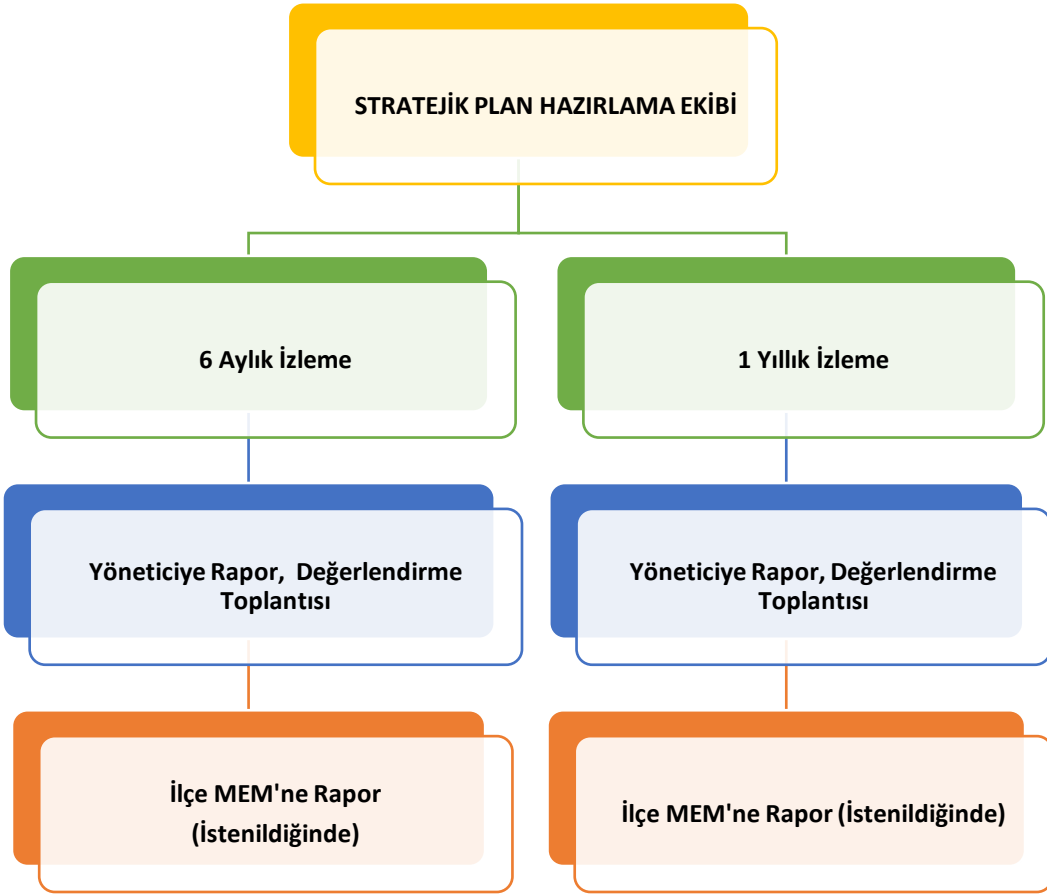 STRATEJİK PLAN HAZIRLAMA EKİBİ
6 Aylık İzleme
1 Yıllık İzleme
Yöneticiye Rapor, Değerlendirme
Toplantısı
Yöneticiye Rapor, Değerlendirme
Toplantısı
İlçe MEM'ne Rapor
(İstenildiğinde)
İlçe MEM'ne Rapor (İstenildiğinde)